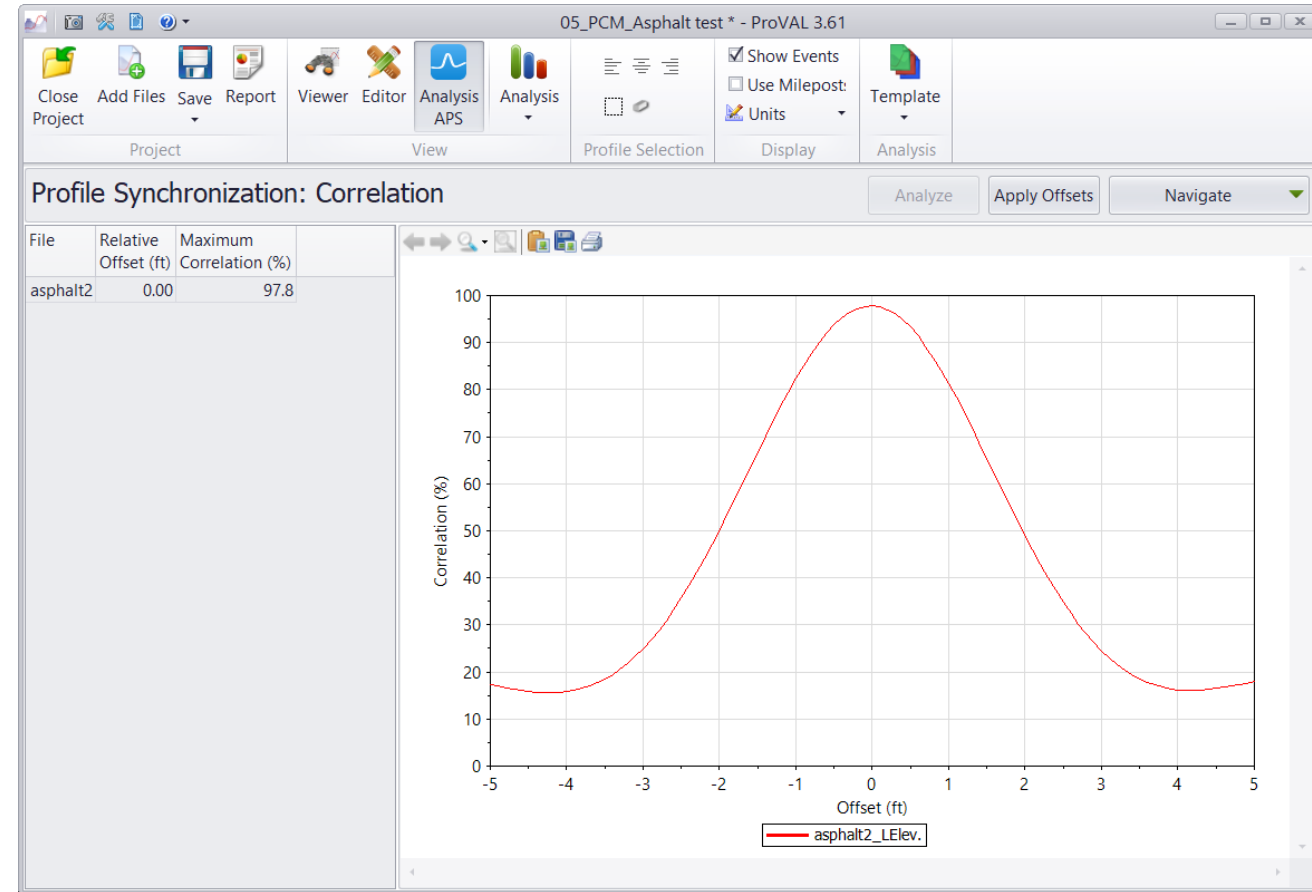 05_PCM_Asphalt test * - ProVAL 3.61
Close Project
Add Files
Save
Report
Viewer
Editor
Analysis APS
Analysis
Show Events
Use Milepost:
Units
Template
Project
View
Profile Selection
Display
Analysis
Profile Synchronization: Correlation
Analyze
Apply Offsets
Navigate
File
Relative Offset (ft)
Maximum Correlation (%)
asphalt2 0.00 97.8
100
90
80
70
60
50
40
30
20
10
0
Correlation (%)
-5 -4 -3 -2 -1 0 1 2 3 4 5
Offset (ft)
asphalt2_LElev.